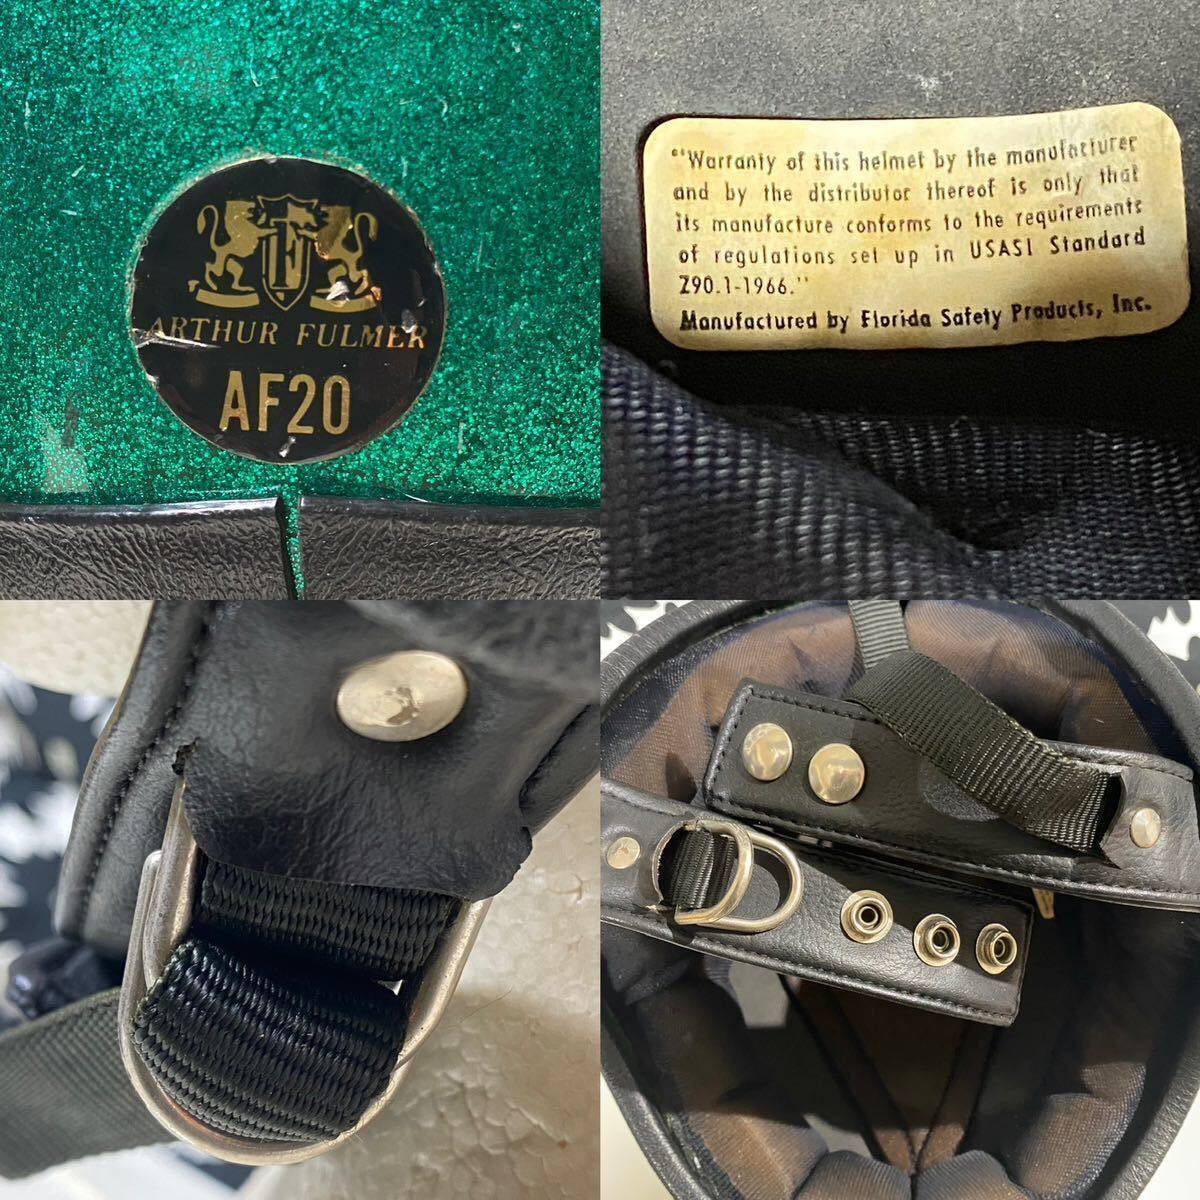 ARTHUR FULMER
AF20
"Warranty of this helmet by the manufacturer
and by the distributor thereof is only that
its manufacture conforms to the requirements
of regulations set up in USASI Standard
Z90.1-1966."
Manufactured by Florida Safety Products, Inc.